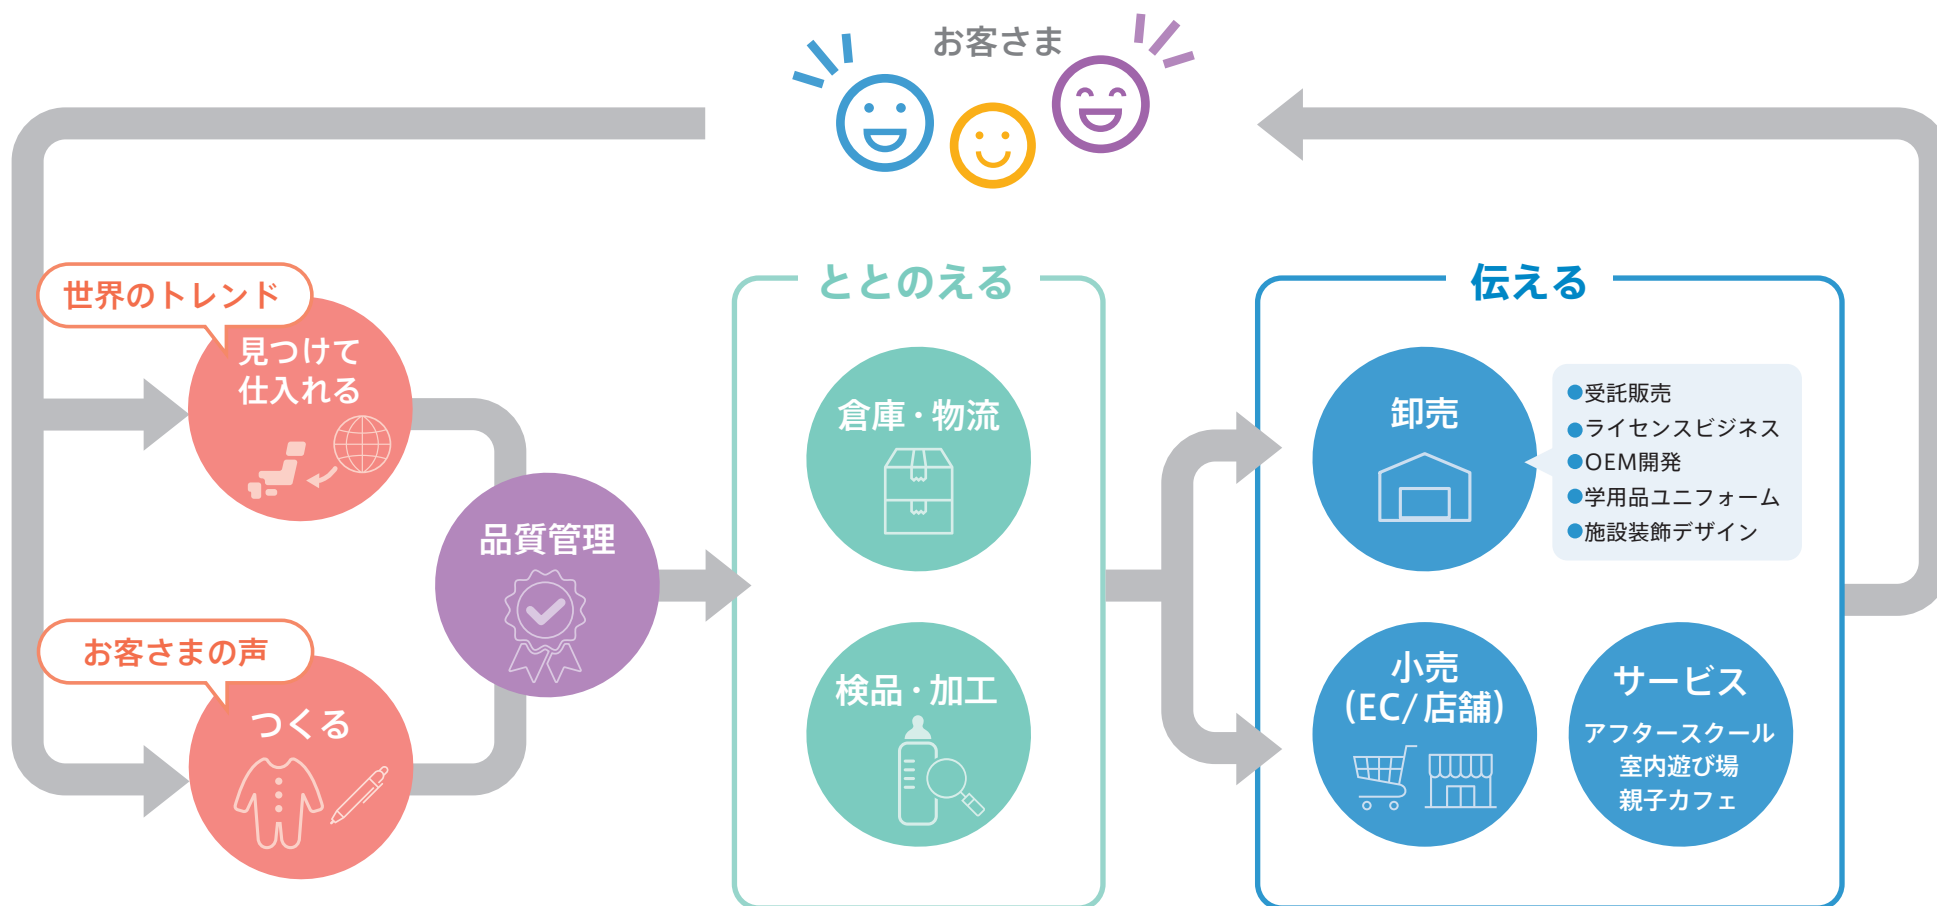 お客さま
世界のトレンド
見つけて
仕入れる
お客さまの声
つくる
品質管理
ととのえる
倉庫・物流
検品・加工
伝える
卸売
●受託販売
●ライセンスビジネス
●OEM開発
●学用品ユニフォーム
●施設装飾デザイン
小売
(EC/店舗)
サービス
アフタースクール
室内遊び場
親子カフェ